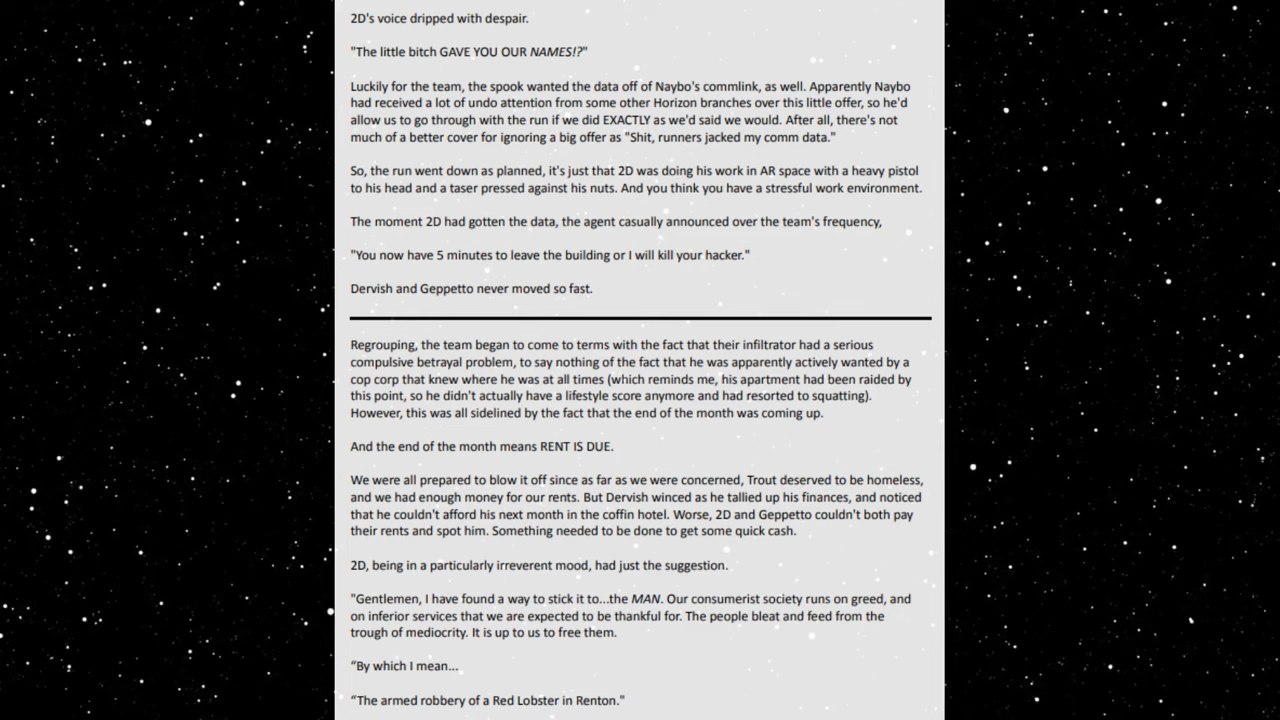 2D's voice dripped with despair.
"The little bitch GAVE YOU OUR NAMES!?"
Luckily for the team, the spook wanted the data off of Naybo's commlink, as well. Apparently Naybo
had received a lot of undo attention from some other Horizon branches over this little offer, so he'd
allow us to go through with the run if we did EXACTLY as we'd said we would. After all, there's not
much of a better cover for ignoring a big offer as "Shit, runners jacked my comm data."
So, the run went down as planned, it's just that 2D was doing his work in AR space with a heavy pistol
to his head and a taser pressed against his nuts. And you think you have a stressful work environment.
The moment 2D had gotten the data, the agent casually announced over the team's frequency,
"You now have 5 minutes to leave the building or I will kill your hacker."
Dervish and Geppetto never moved so fast.
Regrouping, the team began to come to terms with the fact that their infiltrator had a serious
compulsive betrayal problem, to say nothing of the fact that he was apparently actively wanted by a
cop corp that knew where he was at all times (which reminds me, his apartment had been raided by
this point, so he didn't actually have a lifestyle score anymore and had resorted to squatting).
However, this was all sidelined by the fact that the end of the month was coming up.
And the end of the month means RENT IS DUE.
We were all prepared to blow it off since as far as we were concerned, Trout deserved to be homeless,
and we had enough money for our rents. But Dervish winced as he tallied up his finances, and noticed
that he couldn't afford his next month in the coffin hotel. Worse, 2D and Geppetto couldn't both pay
their rents and spot him. Something needed to be done to get some quick cash.
2D, being in a particularly irreverent mood, had just the suggestion.
"Gentlemen, I have found a way to stick it to...the MAN. Our consumerist society runs on greed, and
on inferior services that we are expected to be thankful for. The people bleat and feed from the
trough of mediocrity. It is up to us to free them.
“By which I mean...
“The armed robbery of a Red Lobster in Renton."